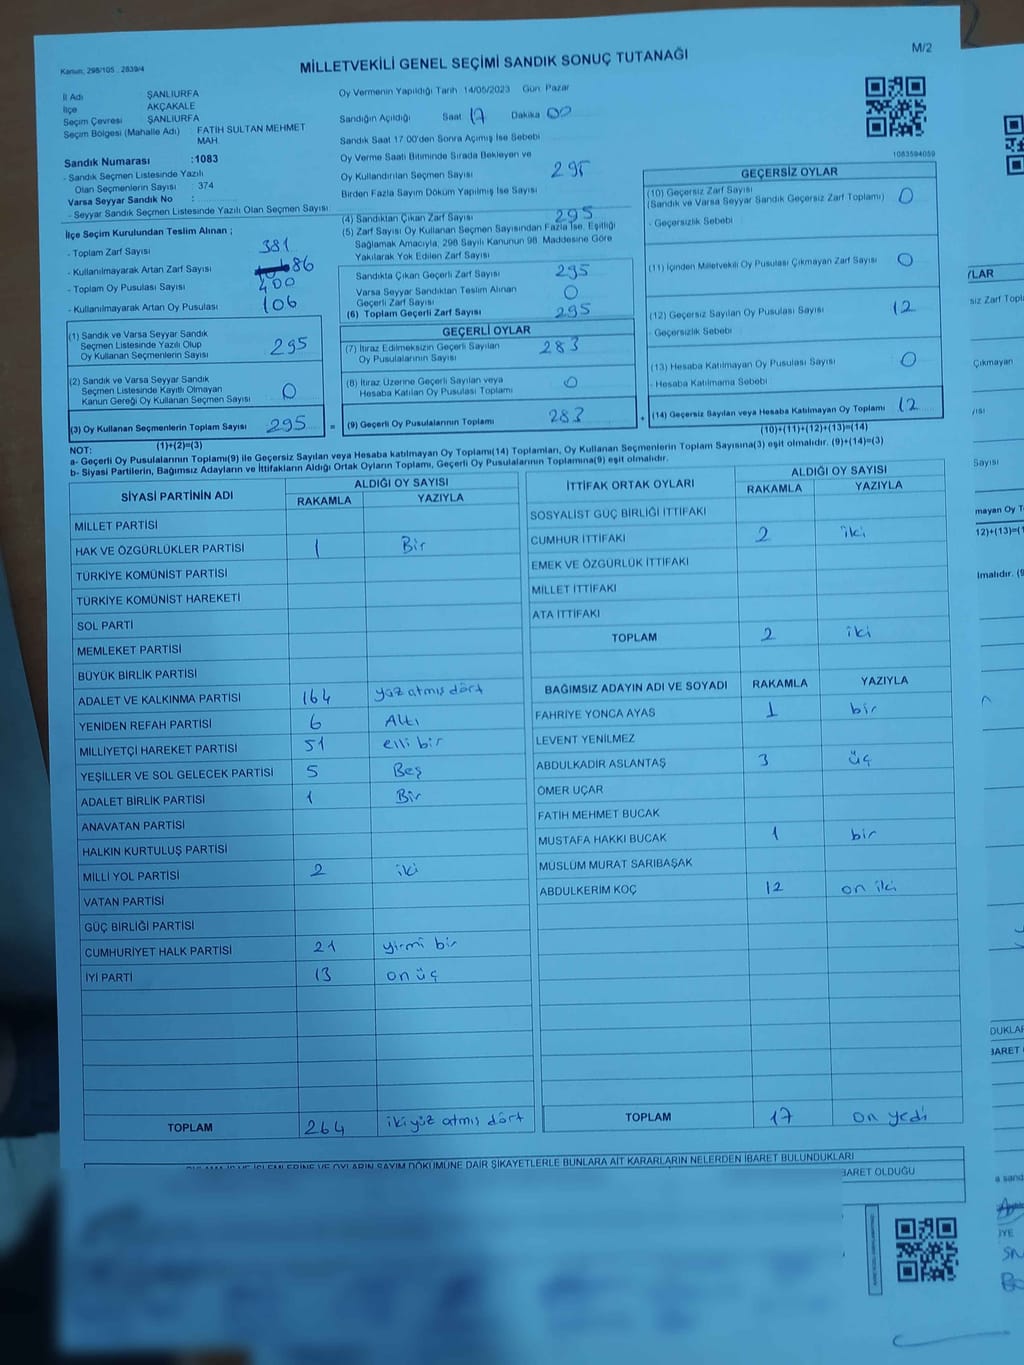 M/2
Kanun: 298/105 , 2839/4
MİLLETVEKİLİ GENEL SEÇİMİ SANDIK SONUÇ TUTANAĞI
İl Adı ŞANLIURFA
İlçe AKÇAKALE
Seçim Çevresi ŞANLIURFA
Seçim Bölgesi (Mahalle Adı) FATİH SULTAN MEHMET
MAH.
Sandık Numarası :1083
- Sandık Seçmen Listesinde Yazılı
Olan Seçmenlerin Sayısı : 374
Varsa Seyyar Sandık No :
- Seyyar Sandık Seçmen Listesinde Yazılı Olan Seçmen Sayısı
Oy Vermenin Yapıldığı Tarih 14/05/2023 Gün Pazar
Sandığın Açıldığı Saat 17 Dakika 00
Sandık Saat 17 00'den Sonra Açımış İse Sebebi
Oy Verme Saati Bitiminde Sırada Bekleyen ve
Oy Kullandırılan Seçmen Sayısı 295
Birden Fazla Sayım Döküm Yapılmış İse Sayısı
1083594059
İlçe Seçim Kurulundan Teslim Alınan ;
- Toplam Zarf Sayısı 381
- Kullanılmayarak Artan Zarf Sayısı 86
- Toplam Oy Pusulası Sayısı 400
- Kullanılmayarak Artan Oy Pusulası 106
(4) Sandıktan Çıkan Zarf Sayısı 295
(5) Zarf Sayısı Oy Kullanan Seçmen Sayısından Fazla İse, Eşitliği
Sağlamak Amacıyla, 298 Sayılı Kanunun 98. Maddesine Göre
Yakılarak Yok Edilen Zarf Sayısı
Sandıkta Çıkan Geçerli Zarf Sayısı 295
Varsa Seyyar Sandıktan Teslim Alınan
Geçerli Zarf Sayısı 0
(6) Toplam Geçerli Zarf Sayısı 295
GEÇERSİZ OYLAR
(10) Geçersiz Zarf Sayısı
(Sandık ve Varsa Seyyar Sandık Geçersiz Zarf Toplamı) 0
- Geçersizlik Sebebi
(11) İçinden Milletvekili Oy Pusulası Çıkmayan Zarf Sayısı 0
(12) Geçersiz Sayılan Oy Pusulası Sayısı 12
- Geçersizlik Sebebi
(13) Hesaba Katılmayan Oy Pusulası Sayısı 0
- Hesaba Katılmama Sebebi
(14) Geçersiz Sayılan veya Hesaba Katılmayan Oy Toplamı 12
(10)+(11)+(12)+(13)=(14)
(1) Sandık ve Varsa Seyyar Sandık
Seçmen Listesinde Yazılı Olup
Oy Kullanan Seçmenlerin Sayısı 295
(2) Sandık ve Varsa Seyyar Sandık
Seçmen Listesinde Kayıtlı Olmayan
Kanun Gereği Oy Kullanan Seçmen Sayısı 0
(3) Oy Kullanan Seçmenlerin Toplam Sayısı 295 =
(1)+(2)=(3)
GEÇERLİ OYLAR
(7) İtiraz Edilmeksizin Geçerli Sayılan
Oy Pusulalarının Sayısı 283
(8) İtiraz Üzerine Geçerli Sayılan veya
Hesaba Katılan Oy Pusulası Toplamı 0
(9) Geçerli Oy Pusulalarının Toplamı 283 +
NOT:
a- Geçerli Oy Pusulalarının Toplamı(9) ile Geçersiz Sayılan veya Hesaba katılmayan Oy Toplamı(14) Toplamları, Oy Kullanan Seçmenlerin Toplam Sayısına(3) eşit olmalıdır. (9)+(14)=(3)
b- Siyasi Partilerin, Bağımsız Adayların ve İttifakların Aldığı Ortak Oyların Toplamı, Geçerli Oy Pusulalarının Toplamına(9) eşit olmalıdır.
SİYASİ PARTİNİN ADI ALDIĞI OY SAYISI
RAKAMLA YAZIYLA
MİLLET PARTİSİ
HAK VE ÖZGÜRLÜKLER PARTİSİ 1 Bir
TÜRKİYE KOMÜNİST PARTİSİ
TÜRKİYE KOMÜNİST HAREKETİ
SOL PARTİ
MEMLEKET PARTİSİ
BÜYÜK BİRLİK PARTİSİ
ADALET VE KALKINMA PARTİSİ 164 yüz atmış dört
YENİDEN REFAH PARTİSİ 6 Altı
MİLLİYETÇİ HAREKET PARTİSİ 51 elli bir
YEŞİLLER VE SOL GELECEK PARTİSİ 5 Beş
ADALET BİRLİK PARTİSİ 1 Bir
ANAVATAN PARTİSİ
HALKIN KURTULUŞ PARTİSİ
MİLLİ YOL PARTİSİ 2 iki
VATAN PARTİSİ
GÜÇ BİRLİĞİ PARTİSİ
CUMHURİYET HALK PARTİSİ 21 yirmi bir
İYİ PARTİ 13 on üç
TOPLAM 264 ikiyüz atmış dört
İTTİFAK ORTAK OYLARI ALDIĞI OY SAYISI
RAKAMLA YAZIYLA
SOSYALİST GÜÇ BİRLİĞİ İTTİFAKI
CUMHUR İTTİFAKI 2 iki
EMEK VE ÖZGÜRLÜK İTTİFAKI
MİLLET İTTİFAKI
ATA İTTİFAKI
TOPLAM 2 iki
BAĞIMSIZ ADAYIN ADI VE SOYADI RAKAMLA YAZIYLA
FAHRİYE YONCA AYAS 1 bir
LEVENT YENİLMEZ
ABDULKADİR ASLANTAŞ 3 üç
ÖMER UÇAR
FATİH MEHMET BUCAK
MUSTAFA HAKKI BUCAK 1 bir
MÜSLÜM MURAT SARIBAŞAK
ABDULKERİM KOÇ 12 on iki
TOPLAM 17 on yedi
İŞLEMLERİNE VE OYLARIN SAYIM DÖKÜMÜNE DAİR ŞİKAYETLERLE BUNLARA AİT KARARLARIN NELERDEN İBARET BULUNDUKLARI
BARET OLDUĞU
/LAR
siz Zarf Topl
Çıkmayan
Sayısı
mayan Oy T
12)+(13)=(1
lmalıdır. (9
DUKLAR
BARET
a sand